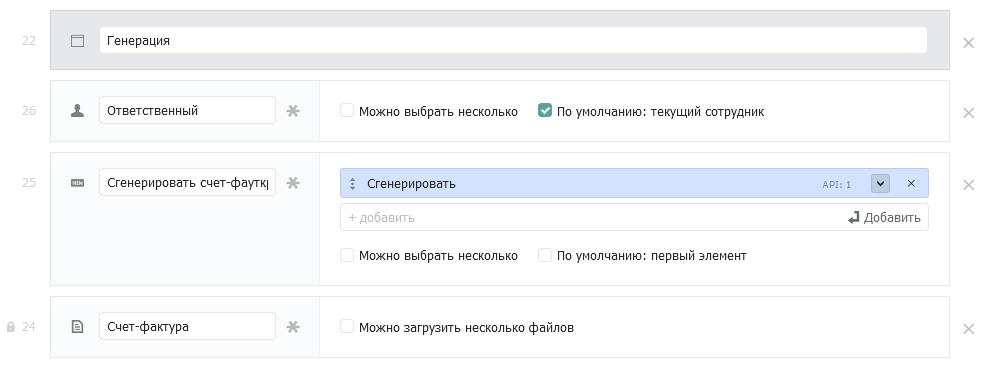 22 Генерация
26 Ответственный Можно выбрать несколько По умолчанию: текущий сотрудник
25 Сгенерировать счет-фаутк Сгенерировать API: 1
+ добавить Добавить
Можно выбрать несколько По умолчанию: первый элемент
24 Счет-фактура Можно загрузить несколько файлов